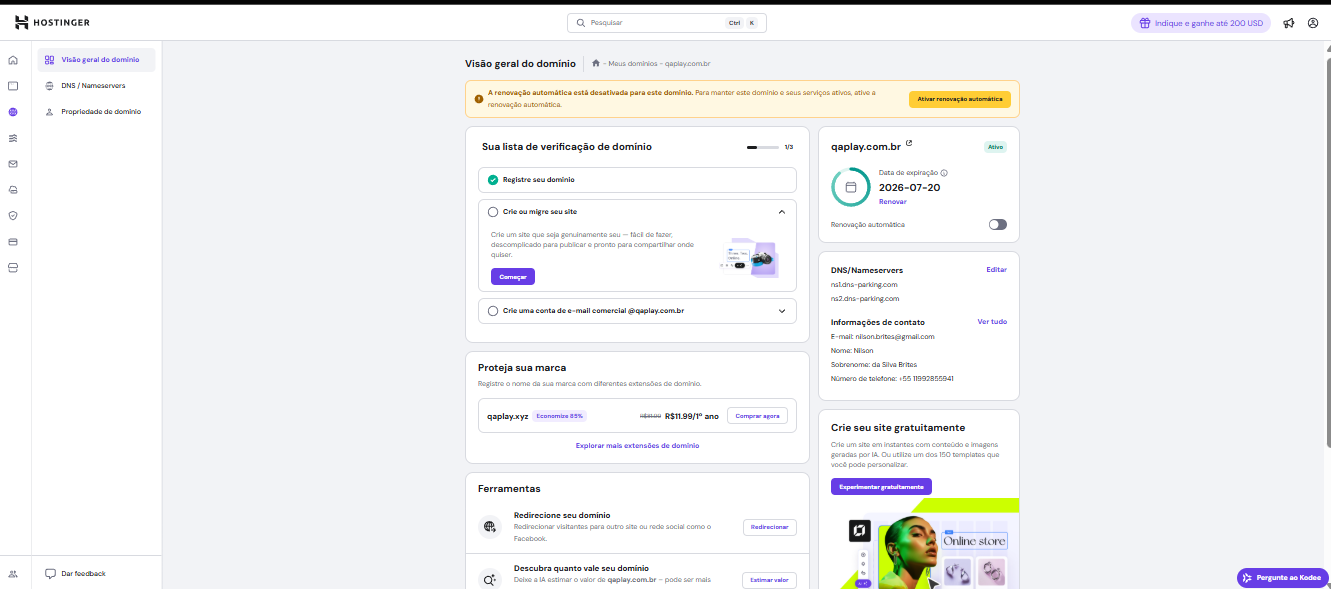 HOSTINGER
Pesquisar
Ctrl K
Indique e ganhe até 200 USD
Visão geral do domínio
DNS / Nameservers
Propriedade de domínio
Dar feedback
Visão geral do domínio
- Meus domínios - qaplay.com.br
A renovação automática está desativada para este domínio. Para manter este domínio e seus serviços ativos, ative a
renovação automática.
Ativar renovação automática
Sua lista de verificação de domínio
1/3
Registre seu domínio
Crie ou migre seu site
Crie um site que seja genuinamente seu — fácil de fazer,
descomplicado para publicar e pronto para compartilhar onde
quiser.
Começar
Crie uma conta de e-mail comercial @qaplay.com.br
Proteja sua marca
Registre o nome da sua marca com diferentes extensões de domínio.
qaplay.xyz
Economize 85%
R$11,99/1º ano
Comprar agora
Explorar mais extensões de domínio
Ferramentas
Redirecione seu domínio
Redirecionar visitantes para outro site ou rede social como o
Facebook.
Redirecionar
Descubra quanto vale seu domínio
Deixe a IA estimar o valor de qaplay.com.br – pode ser mais
Estimar valor
qaplay.com.br
Ativo
Data de expiração
2026-07-20
Renovar
Renovação automática
DNS/Nameservers
Editar
ns1.dns-parking.com
ns2.dns-parking.com
Informações de contato
Ver tudo
E-mail: nilson.brites@gmail.com
Nome: Nilson
Sobrenome: da Silva Brites
Número de telefone: +55 11992855941
Crie seu site gratuitamente
Crie um site em instantes com conteúdo e imagens
geradas por IA. Ou utilize um dos 150 templates que
você pode personalizar.
Experimentar gratuitamente
Online store
Pergunte ao Kodee